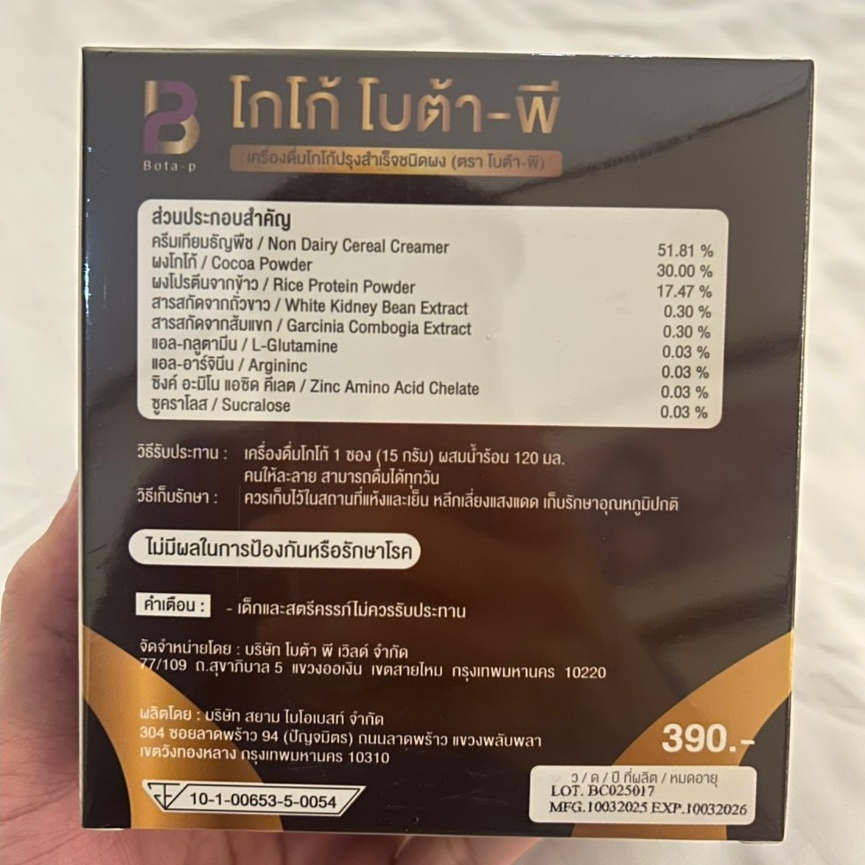 โกโก้ โบต้า-พี
Bota-p
เครื่องดื่มโกโก้ปรุงสำเร็จชนิดผง (ตรา โบต้า-พี)
ส่วนประกอบสำคัญ
ครีมเทียมธัญพืช / Non Dairy Cereal Creamer 51.81 %
ผงโกโก้ / Cocoa Powder 30.00 %
ผงโปรตีนจากข้าว / Rice Protein Powder 17.47 %
สารสกัดจากถั่วขาว / White Kidney Bean Extract 0.30 %
สารสกัดจากส้มแขก / Garcinia Combogia Extract 0.30 %
แอล-กลูตามีน / L-Glutamine 0.03 %
แอล-อาร์จินีน / Argininc 0.03 %
ซิงค์ อะมิโน แอซิด คีเลต / Zinc Amino Acid Chelate 0.03 %
ซูคราโลส / Sucralose 0.03 %
วิธีรับประทาน : เครื่องดื่มโกโก้ 1 ซอง (15 กรัม) ผสมน้ำร้อน 120 มล.
คนให้ละลาย สามารถดื่มได้ทุกวัน
วิธีเก็บรักษา : ควรเก็บไว้ในสถานที่แห้งและเย็น หลีกเลี่ยงแสงแดด เก็บรักษาอุณหภูมิปกติ
ไม่มีผลในการป้องกันหรือรักษาโรค
คำเตือน : - เด็กและสตรีครรภ์ไม่ควรรับประทาน
จัดจำหน่ายโดย : บริษัท โบต้า พี เวิลด์ จำกัด
77/109 ถ.สุขาภิบาล 5 แขวงออเงิน เขตสายไหม กรุงเทพมหานคร 10220
ผลิตโดย : บริษัท สยาม ไบโอเบสท์ จำกัด
304 ซอยลาดพร้าว 94 (ปัญจมิตร) ถนนลาดพร้าว แขวงพลับพลา
เขตวังทองหลาง กรุงเทพมหานคร 10310
390.-
10-1-00653-5-0054
ว / ด / ปี ที่ผลิต / หมดอายุ
LOT. BC025017
MFG.10032025 EXP.10032026